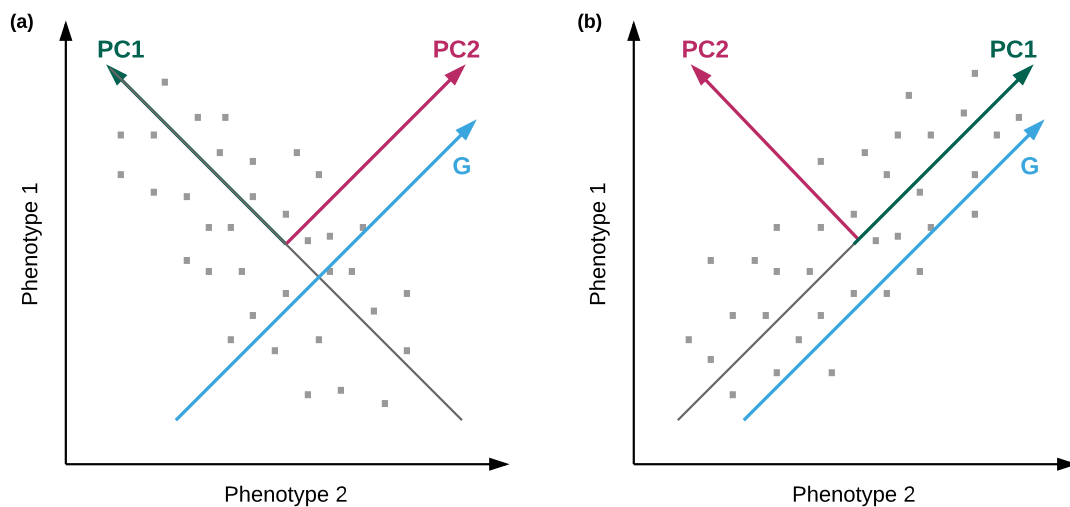 (a)
PC1
PC2
G
Phenotype 1
Phenotype 2
(b)
PC2
PC1
G
Phenotype 1
Phenotype 2